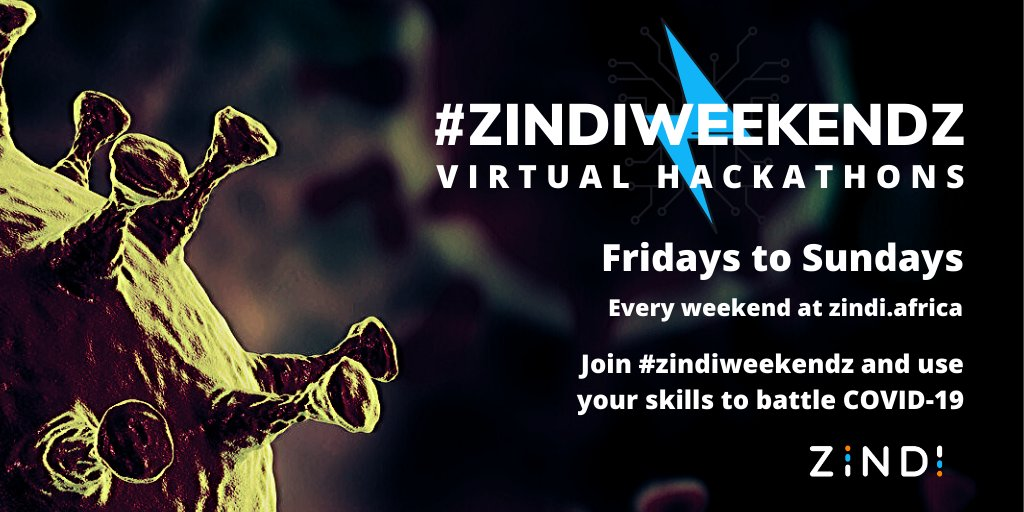 #ZINDIWEEKENDZ
VIRTUAL HACKATHONS
Fridays to Sundays
Every weekend at zindi.africa
Join #zindiweekendz and use
your skills to battle COVID-19
ZINDI